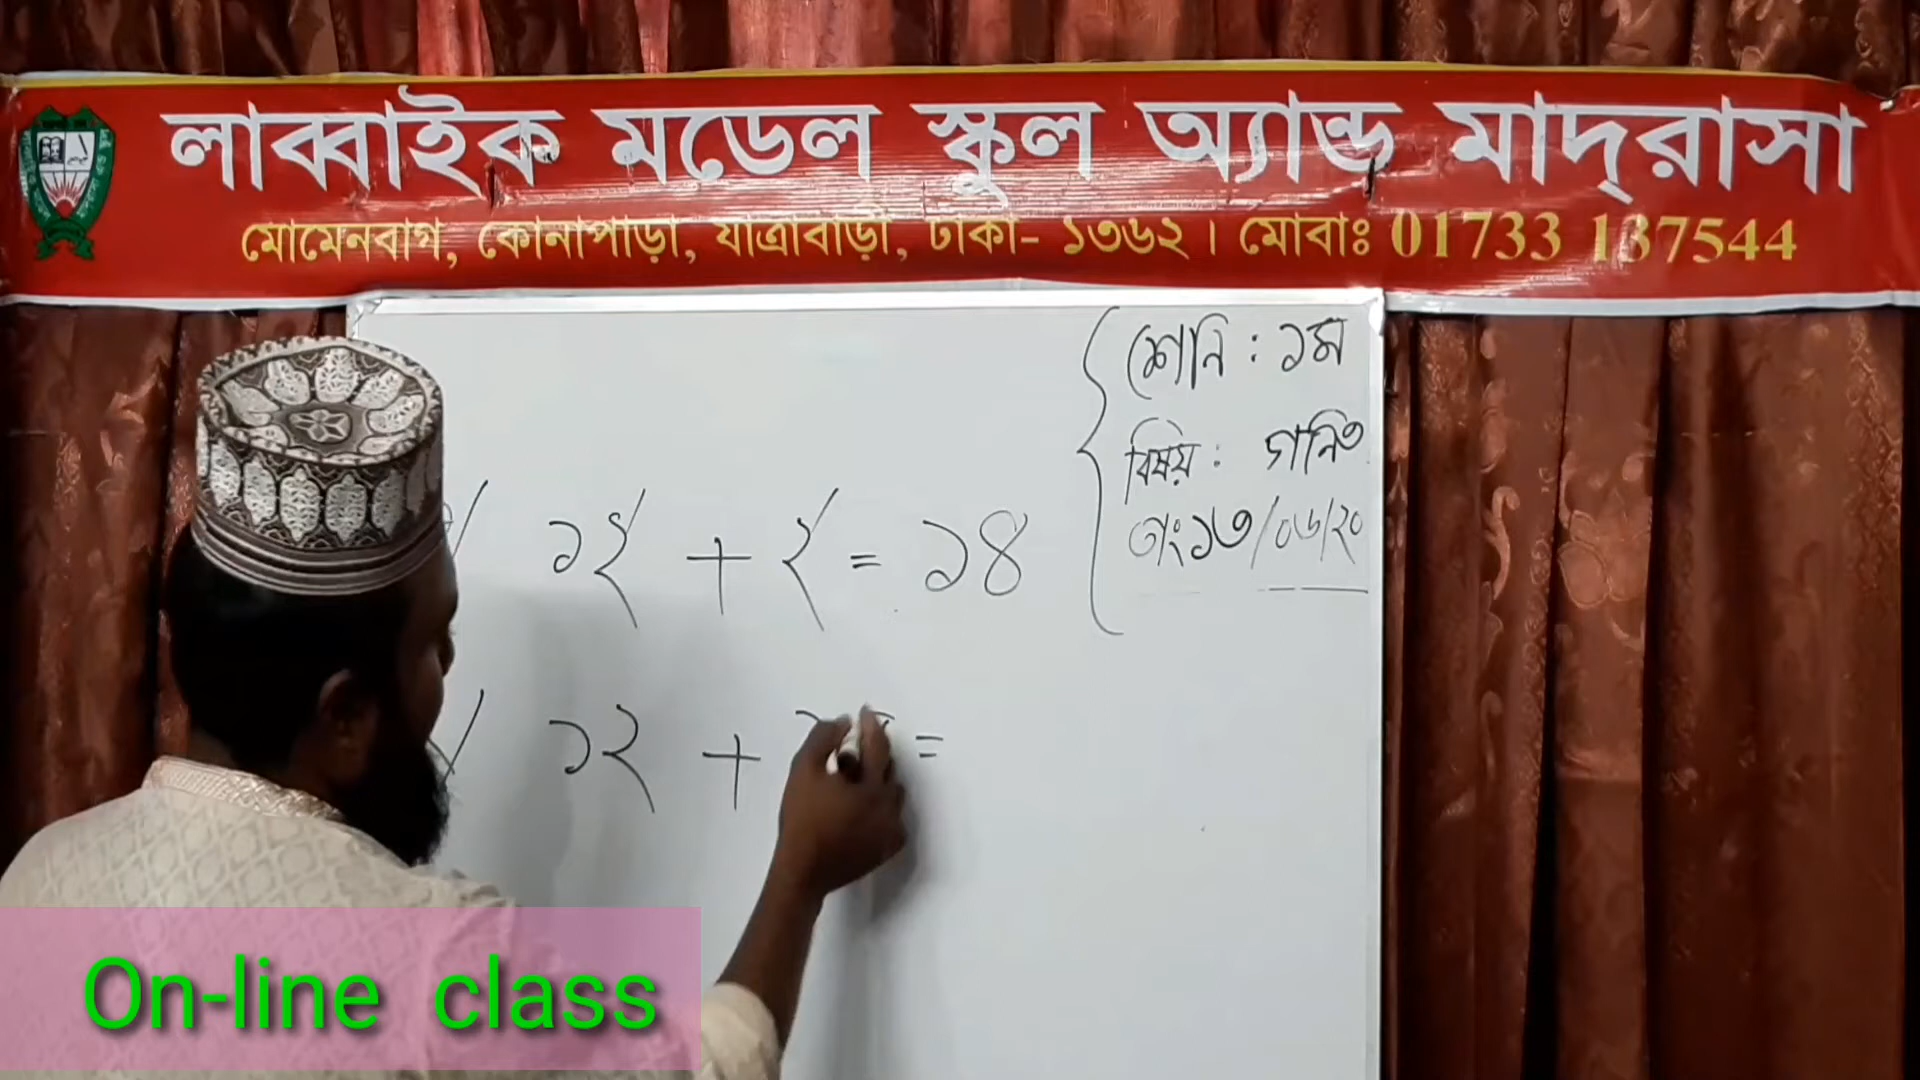 লাব্বাইক মডেল স্কুল অ্যান্ড মাদ্‌রাসা
মোমেনবাগ, কোনাপাড়া, যাত্রাবাড়ী, ঢাকা- ১৩৬২। মোবাঃ 01733 137544
শ্রেনি : ১ম
বিষয় : গনিত
তাং ১৩/০৬/২০
১২ + ২ = ১৪
১২ + =
On-line class